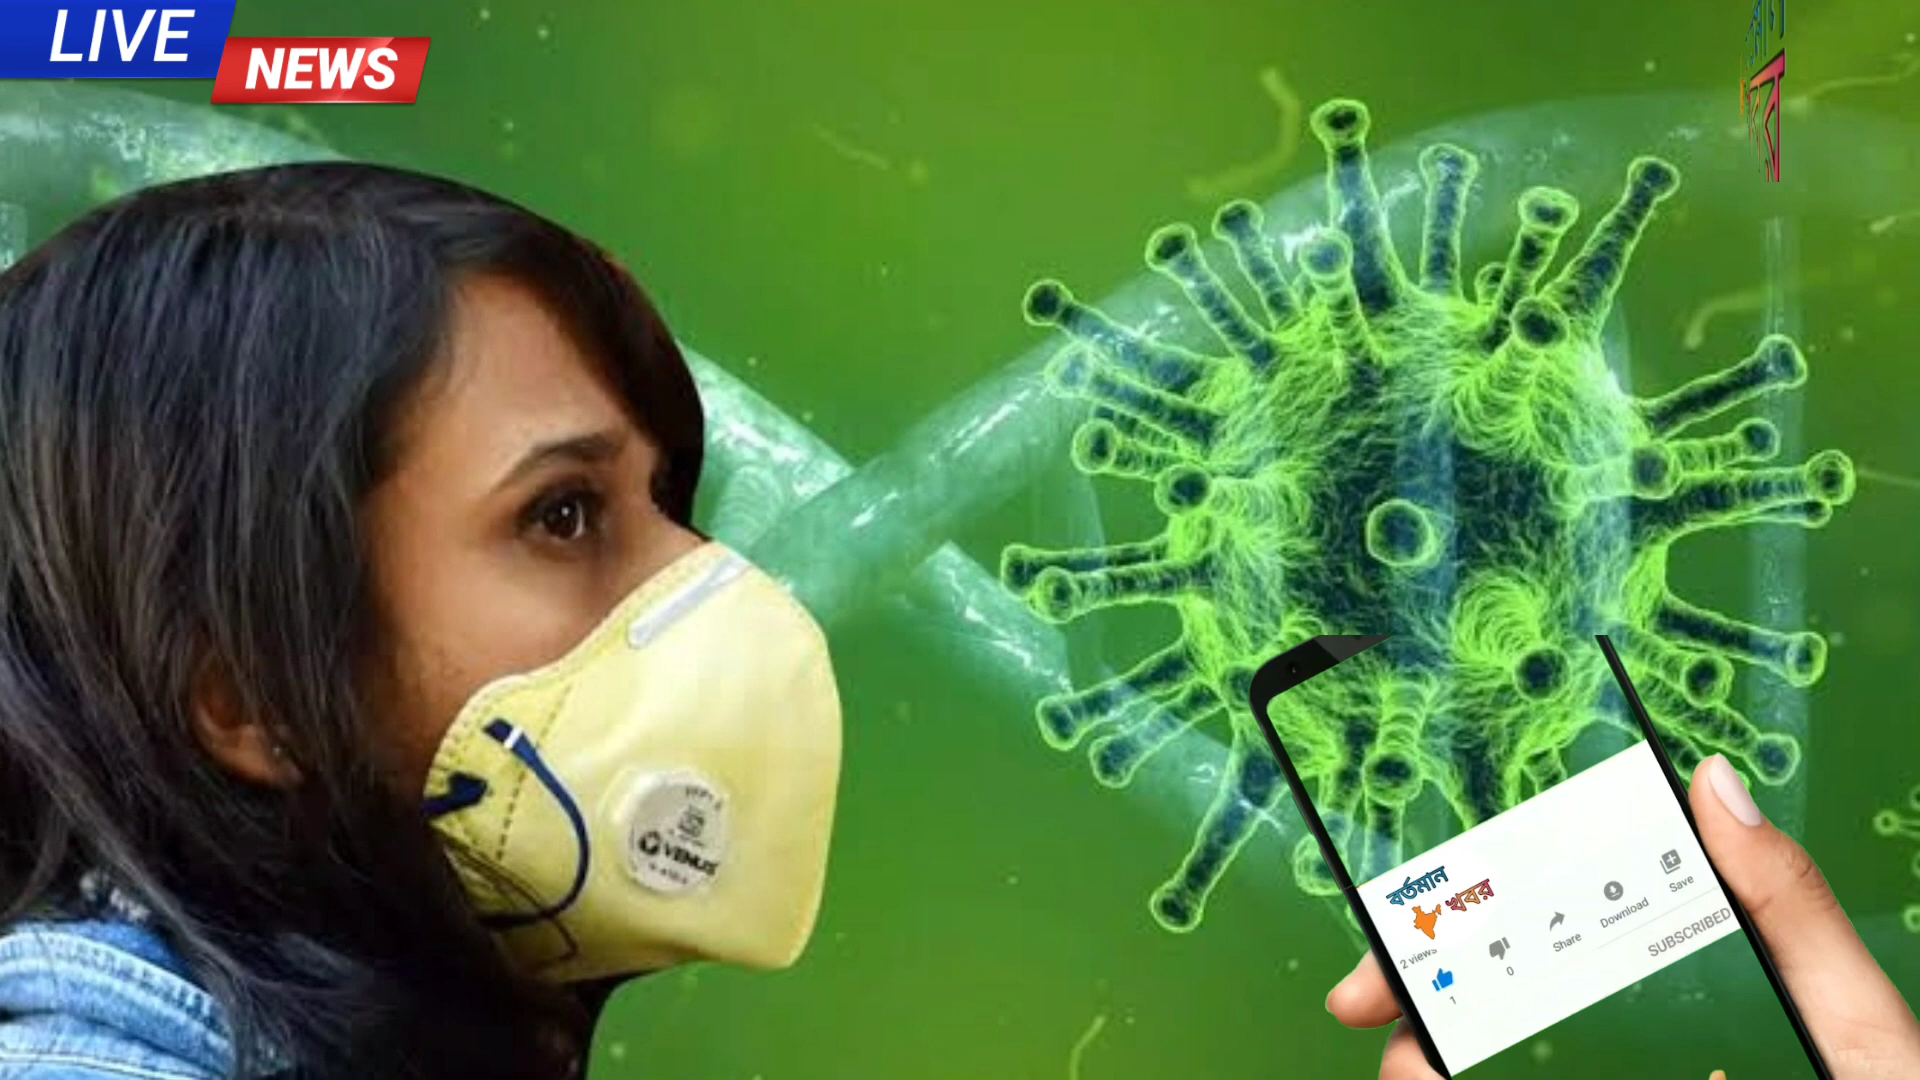 LIVE
NEWS
VENUS
বর্তমান
খবর
2 views
1
0
Share
Download
Save
SUBSCRIBED